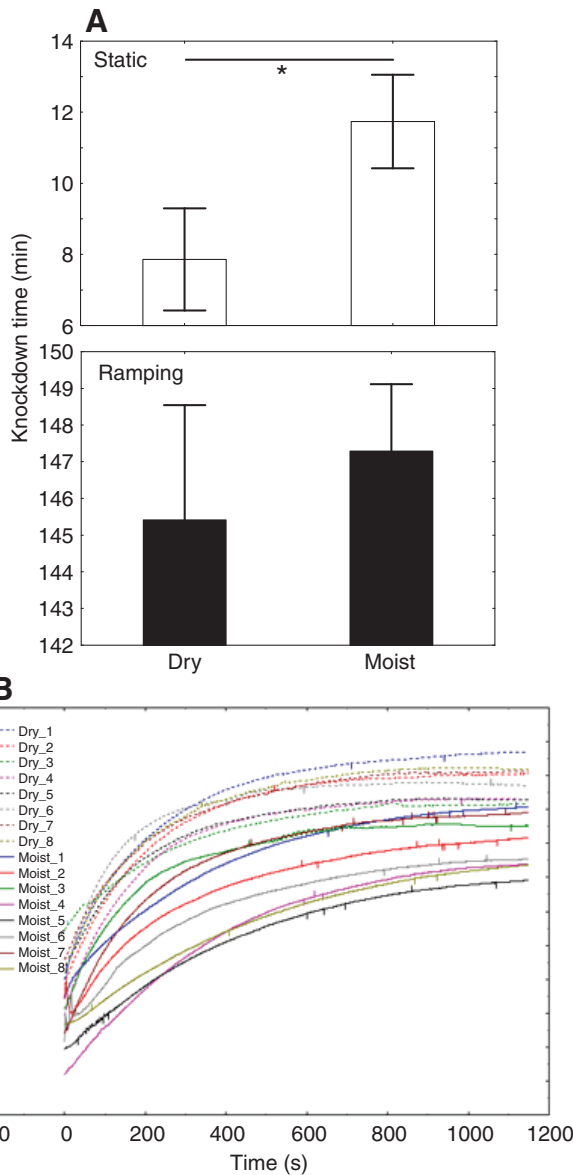 A
14
Static
*
12
10
8
6
Knockdown time (min)
150
Ramping
149
148
147
146
145
144
143
142
Dry
Moist
B
Dry_1
Dry_2
Dry_3
Dry_4
Dry_5
Dry_6
Dry_7
Dry_8
Moist_1
Moist_2
Moist_3
Moist_4
Moist_5
Moist_6
Moist_7
Moist_8
0 0 200 400 600 800 1000 1200
Time (s)